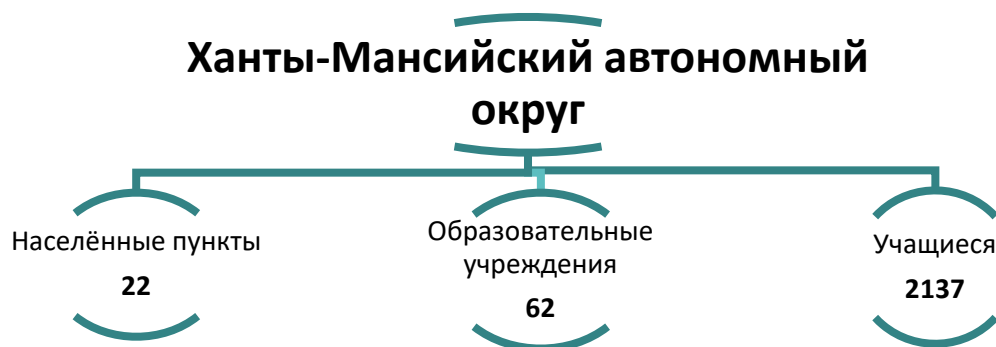 Ханты-Мансийский автономный
округ
Населённые пункты
22
Образовательные
учреждения
62
Учащиеся
2137